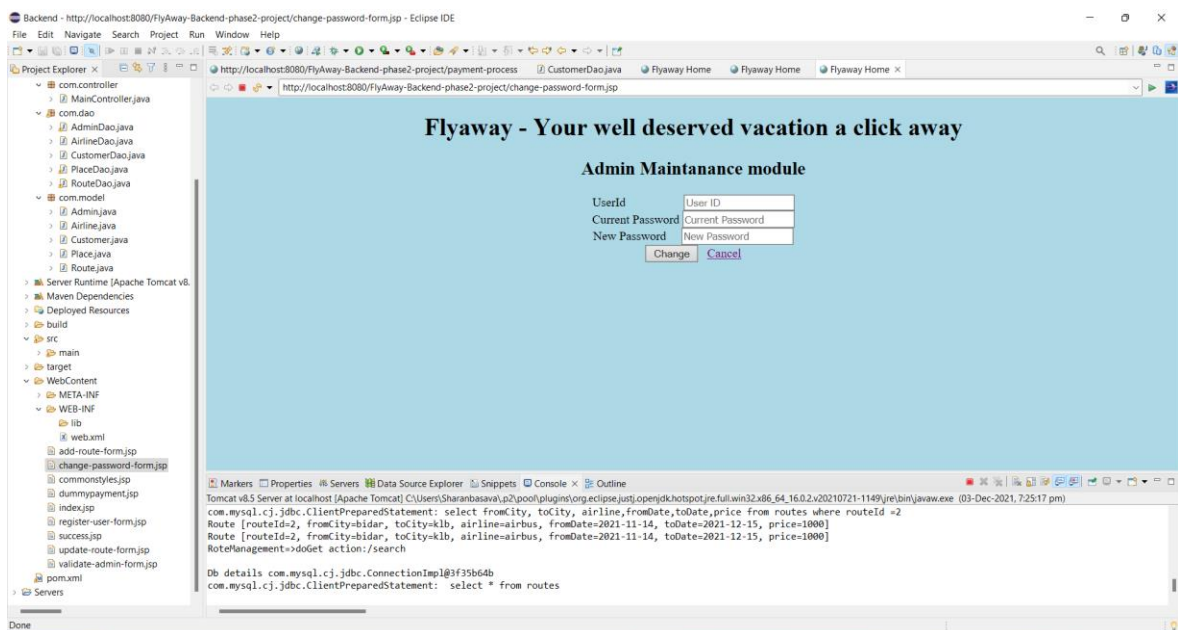 Backend - http://localhost:8080/FlyAway-Backend-phase2-project/change-password-form.jsp - Eclipse IDE
File Edit Navigate Search Project Run Window Help
Project Explorer
http://localhost:8080/FlyAway-Backend-phase2-project/payment-process CustomerDao.java Flyaway Home Flyaway Home Flyaway Home
http://localhost:8080/FlyAway-Backend-phase2-project/change-password-form.jsp
com.controller
MainController.java
com.dao
AdminDao.java
AirlineDao.java
CustomerDao.java
PlaceDao.java
RouteDao.java
com.model
Admin.java
Airline.java
Customer.java
Place.java
Route.java
Server Runtime [Apache Tomcat v8.
Maven Dependencies
Deployed Resources
build
src
main
target
WebContent
META-INF
WEB-INF
lib
web.xml
add-route-form.jsp
change-password-form.jsp
commonstyles.jsp
dummypayment.jsp
index.jsp
register-user-form.jsp
success.jsp
update-route-form.jsp
validate-admin-form.jsp
pom.xml
Servers
Flyaway - Your well deserved vacation a click away
Admin Maintanance module
UserId User ID
Current Password Current Password
New Password New Password
Change Cancel
Markers Properties Servers Data Source Explorer Snippets Console Outline
Tomcat v8.5 Server at localhost [Apache Tomcat] C:\Users\Sharanbasava\.p2\pool\plugins\org.eclipse.justj.openjdk.hotspot.jre.full.win32.x86_64_16.0.2.v20210721-1149\jre\bin\javaw.exe (03-Dec-2021, 7:25:17 pm)
com.mysql.cj.jdbc.ClientPreparedStatement: select fromCity, toCity, airline,fromDate,toDate,price from routes where routeId =2
Route [routeId=2, fromCity=bidar, toCity=klb, airline=airbus, fromDate=2021-11-14, toDate=2021-12-15, price=1000]
Route [routeId=2, fromCity=bidar, toCity=klb, airline=airbus, fromDate=2021-11-14, toDate=2021-12-15, price=1000]
RoteManagement=>doGet action:/search
Db details com.mysql.cj.jdbc.ConnectionImpl@3f35b64b
com.mysql.cj.jdbc.ClientPreparedStatement: select * from routes
Done